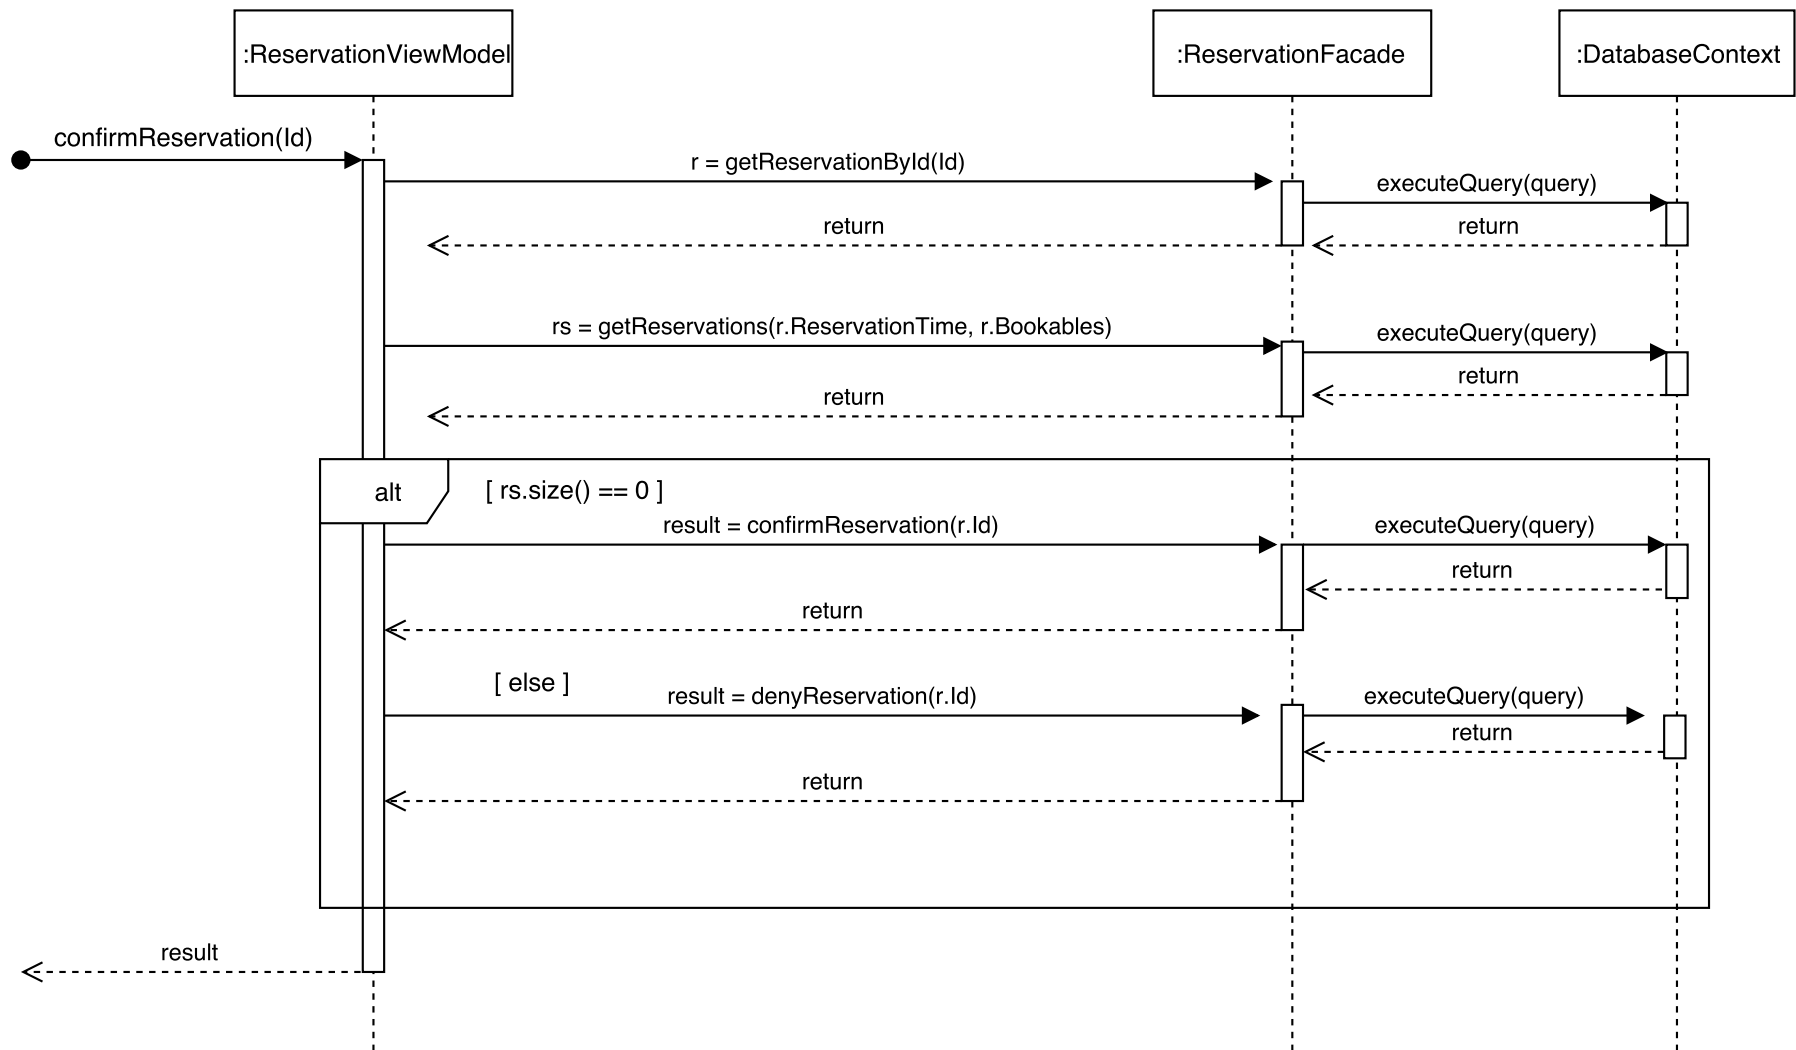 :ReservationViewModel
:ReservationFacade
:DatabaseContext
confirmReservation(Id)
r = getReservationById(Id)
executeQuery(query)
return
return
rs = getReservations(r.ReservationTime, r.Bookables)
executeQuery(query)
return
return
alt
[ rs.size() == 0 ]
result = confirmReservation(r.Id)
executeQuery(query)
return
return
[ else ]
result = denyReservation(r.Id)
executeQuery(query)
return
return
result